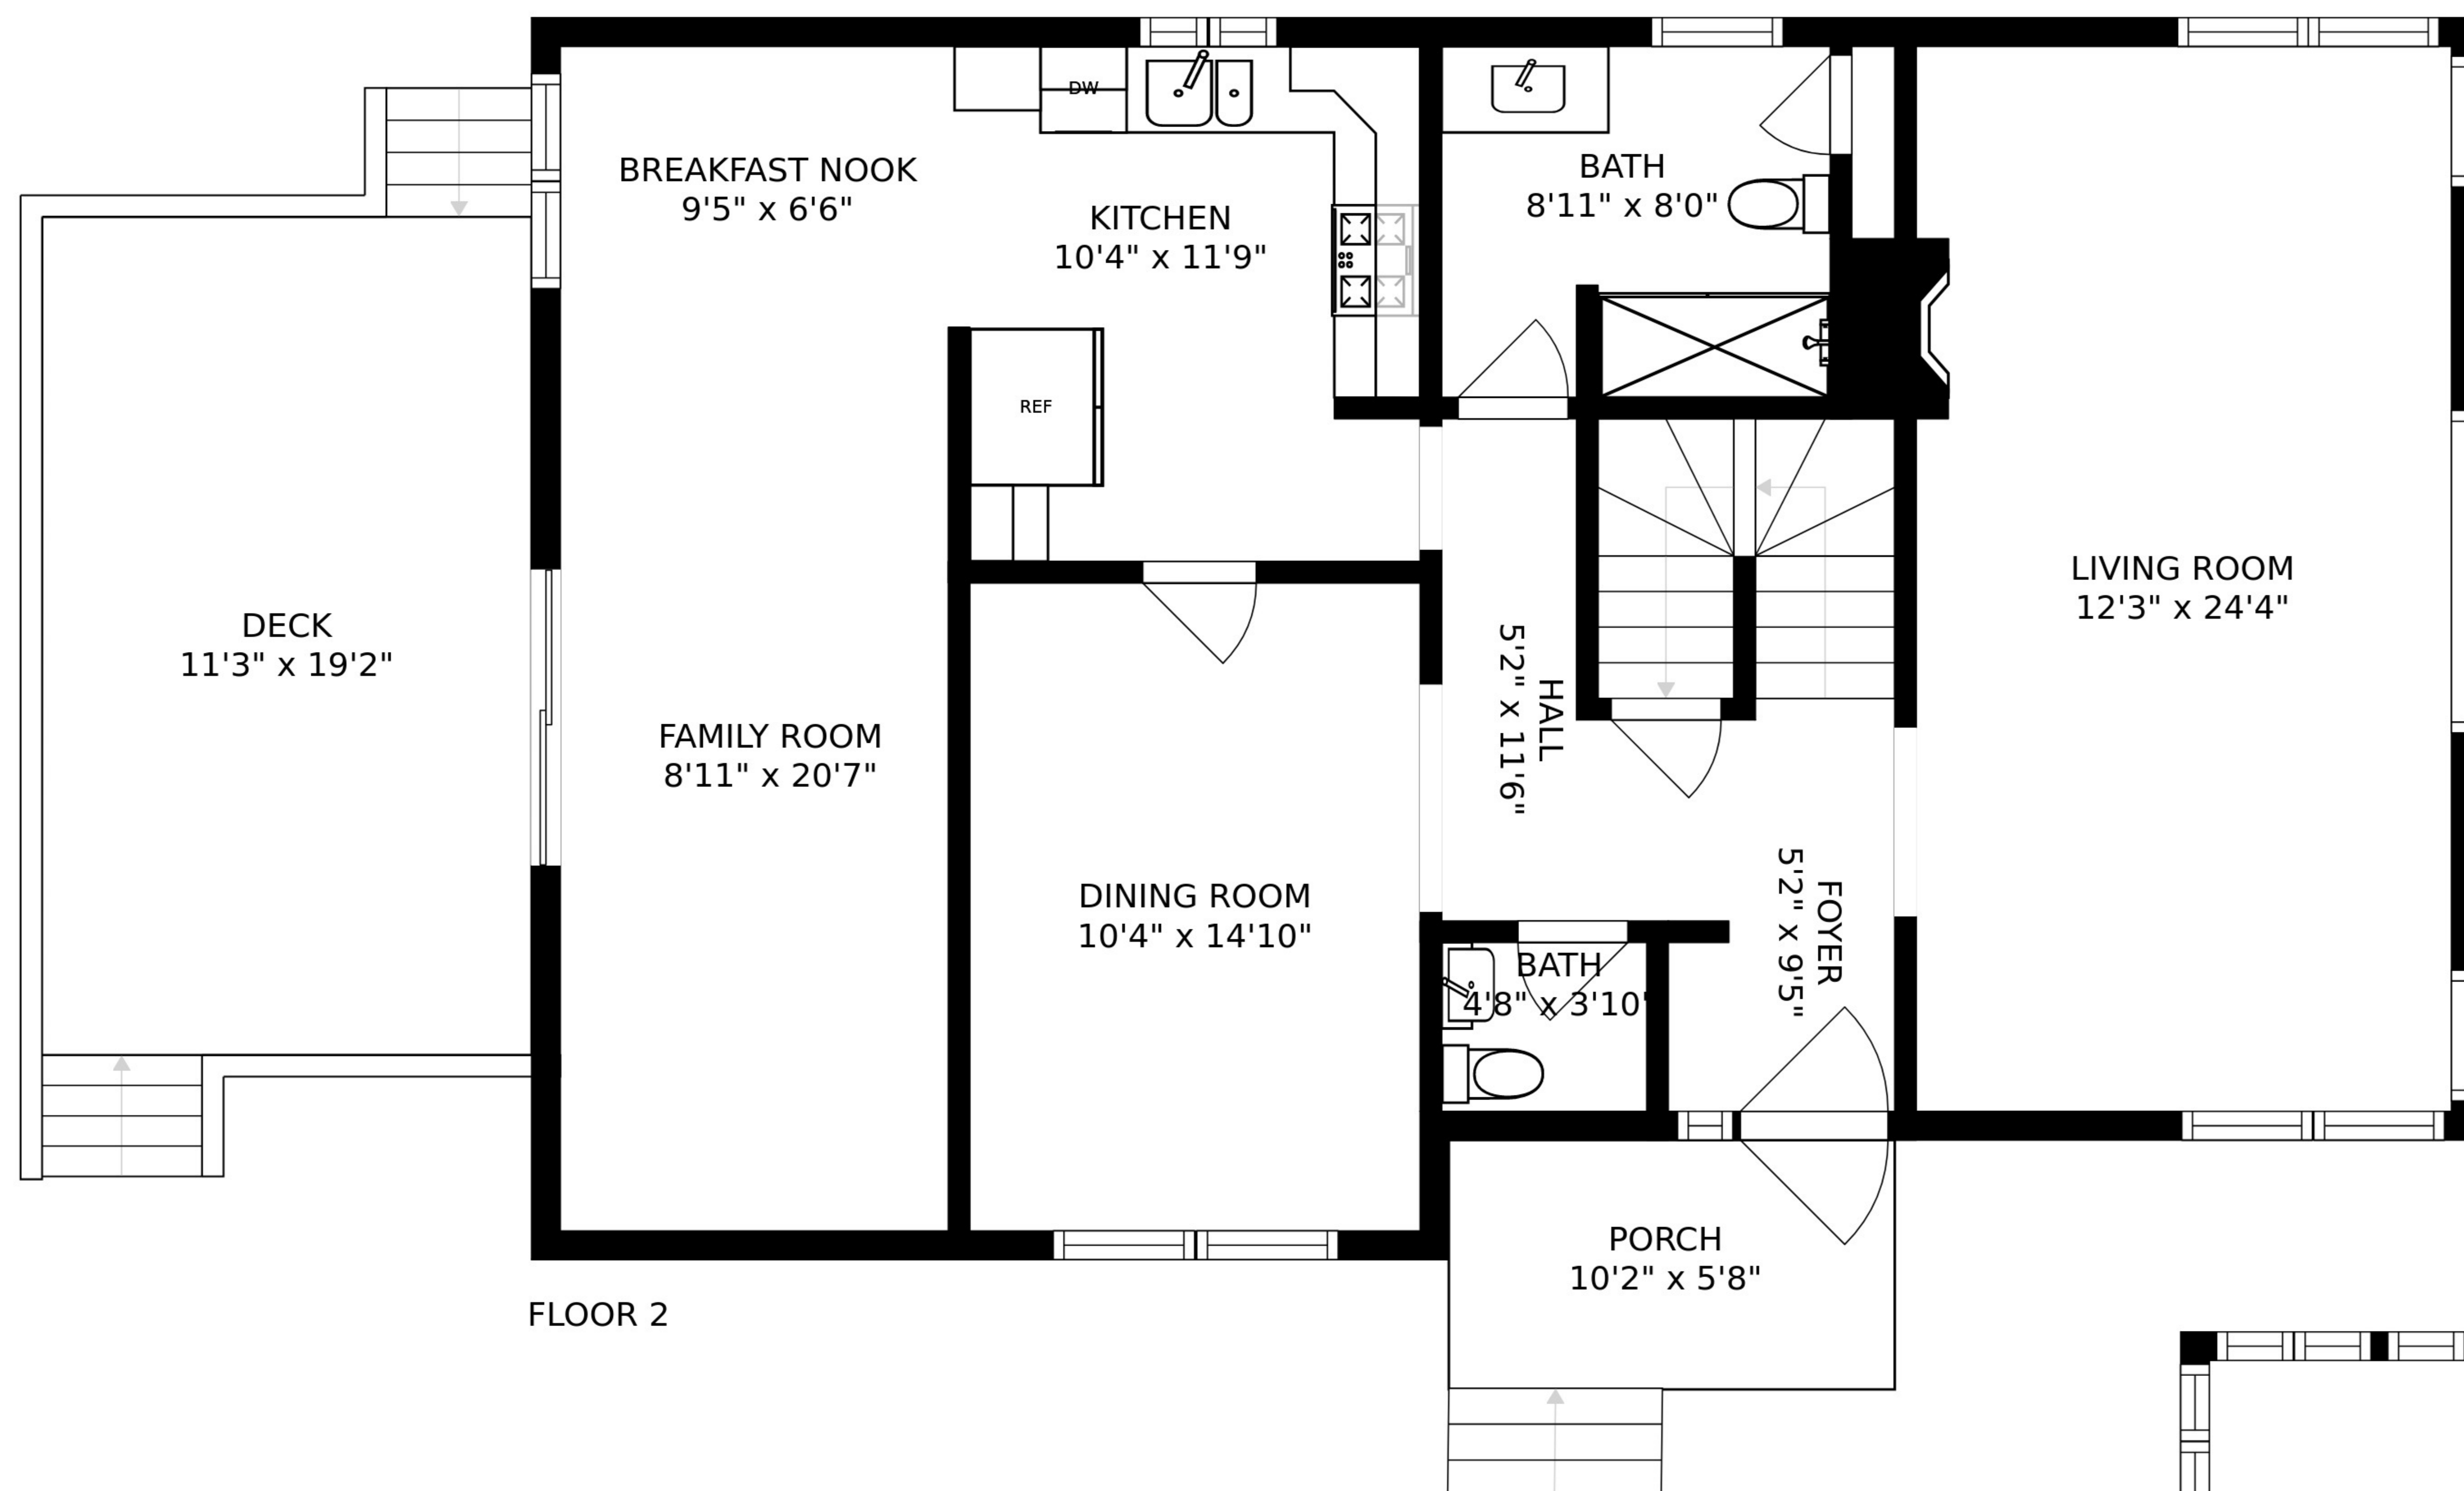 DW
BREAKFAST NOOK
9'5" x 6'6"
KITCHEN
10'4" x 11'9"
BATH
8'11" x 8'0"
REF
DECK
11'3" x 19'2"
FAMILY ROOM
8'11" x 20'7"
DINING ROOM
10'4" x 14'10"
HALL
5'2" x 11'6"
LIVING ROOM
12'3" x 24'4"
FOYER
5'2" x 9'5"
BATH
4'8" x 3'10"
PORCH
10'2" x 5'8"
FLOOR 2